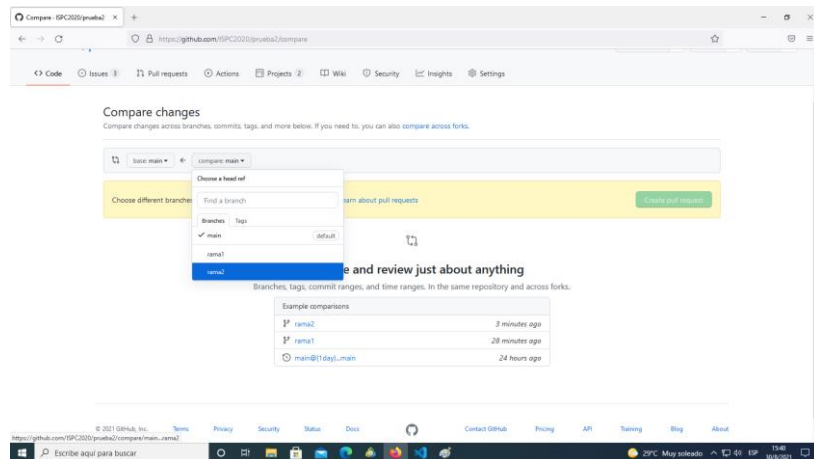 Compare · ISPC2020/prueba2
https://github.com/ISPC2020/prueba2/compare
Code Issues 3 Pull requests Actions Projects 2 Wiki Security Insights Settings
Compare changes
Compare changes across branches, commits, tags, and more below. If you need to, you can also compare across forks.
base: main compare: main
Choose a head ref
Choose different branches
Find a branch
learn about pull requests
Create pull request
Branches Tags
main default
rama1
rama2
e and review just about anything
Branches, tags, commit ranges, and time ranges. In the same repository and across forks.
Example comparisons
rama2 3 minutes ago
rama1 28 minutes ago
main@{1day}...main 24 hours ago
© 2021 GitHub, Inc. Terms Privacy Security Status Docs Contact GitHub Pricing API Training Blog About
https://github.com/ISPC2020/prueba2/compare/main...rama2
Escribe aquí para buscar
29°C Muy soleado ESP 15:40
30/8/2021